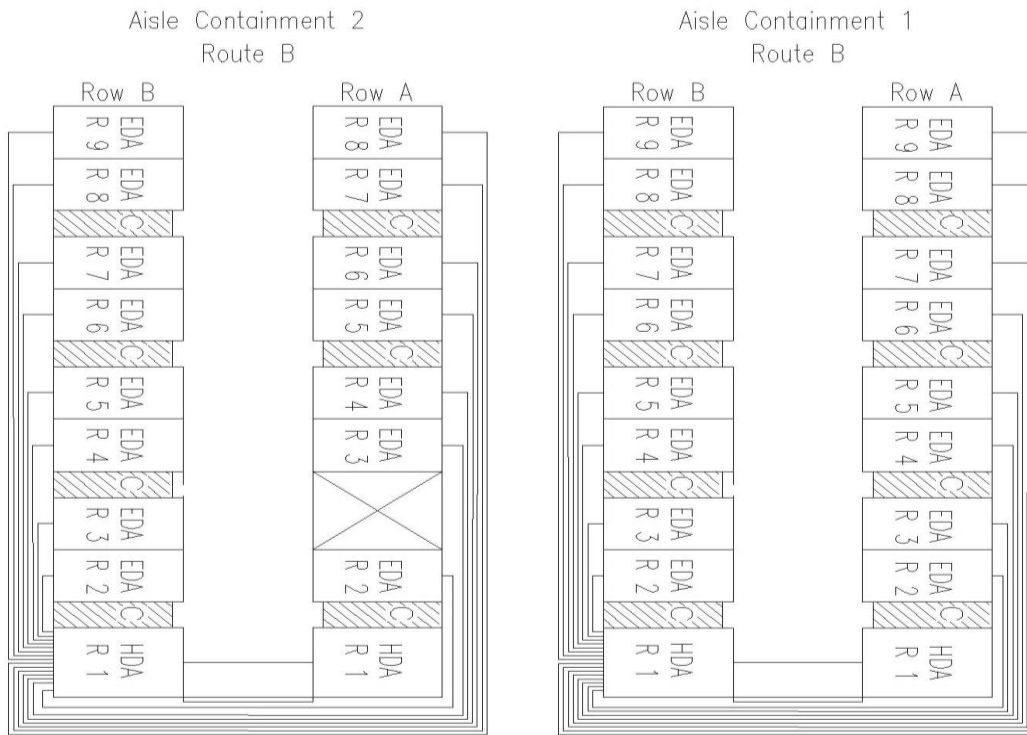 Aisle Containment 2
Route B
Row B
Row A
EDA
R 9
EDA
R 8
C
EDA
R 7
EDA
R 6
C
EDA
R 5
EDA
R 4
C
EDA
R 3
EDA
R 2
C
HDA
R 1
EDA
R 8
EDA
R 7
C
EDA
R 6
EDA
R 5
C
EDA
R 4
EDA
R 3
EDA
R 2
C
HDA
R 1
Aisle Containment 1
Route B
Row B
Row A
EDA
R 9
EDA
R 8
C
EDA
R 7
EDA
R 6
C
EDA
R 5
EDA
R 4
C
EDA
R 3
EDA
R 2
C
HDA
R 1
EDA
R 9
EDA
R 8
C
EDA
R 7
EDA
R 6
C
EDA
R 5
EDA
R 4
C
EDA
R 3
EDA
R 2
C
HDA
R 1